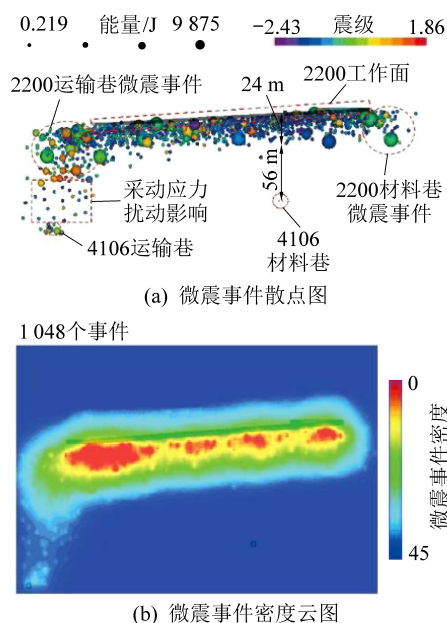 0.219 能量/J 9 875 −2.43 震级 1.86
2200运输巷微震事件
2200工作面
24 m
56 m
采动应力
扰动影响
4106运输巷
4106
材料巷
2200材料巷
微震事件
(a) 微震事件散点图
1 048个事件
0
微震事件密度
45
(b) 微震事件密度云图